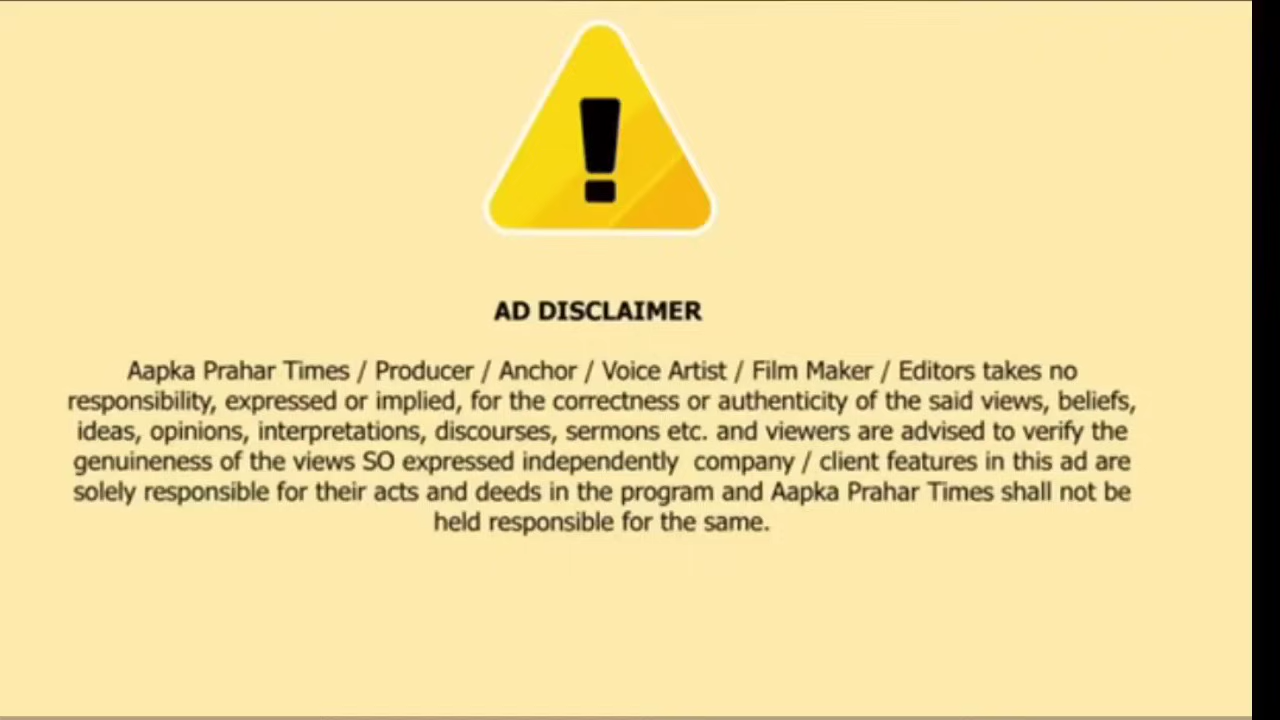 AD DISCLAIMER
Aapka Prahar Times / Producer / Anchor / Voice Artist / Film Maker / Editors takes no
responsibility, expressed or implied, for the correctness or authenticity of the said views, beliefs,
ideas, opinions, interpretations, discourses, sermons etc. and viewers are advised to verify the
genuineness of the views SO expressed independently  company / client features in this ad are
solely responsible for their acts and deeds in the program and Aapka Prahar Times shall not be
held responsible for the same.